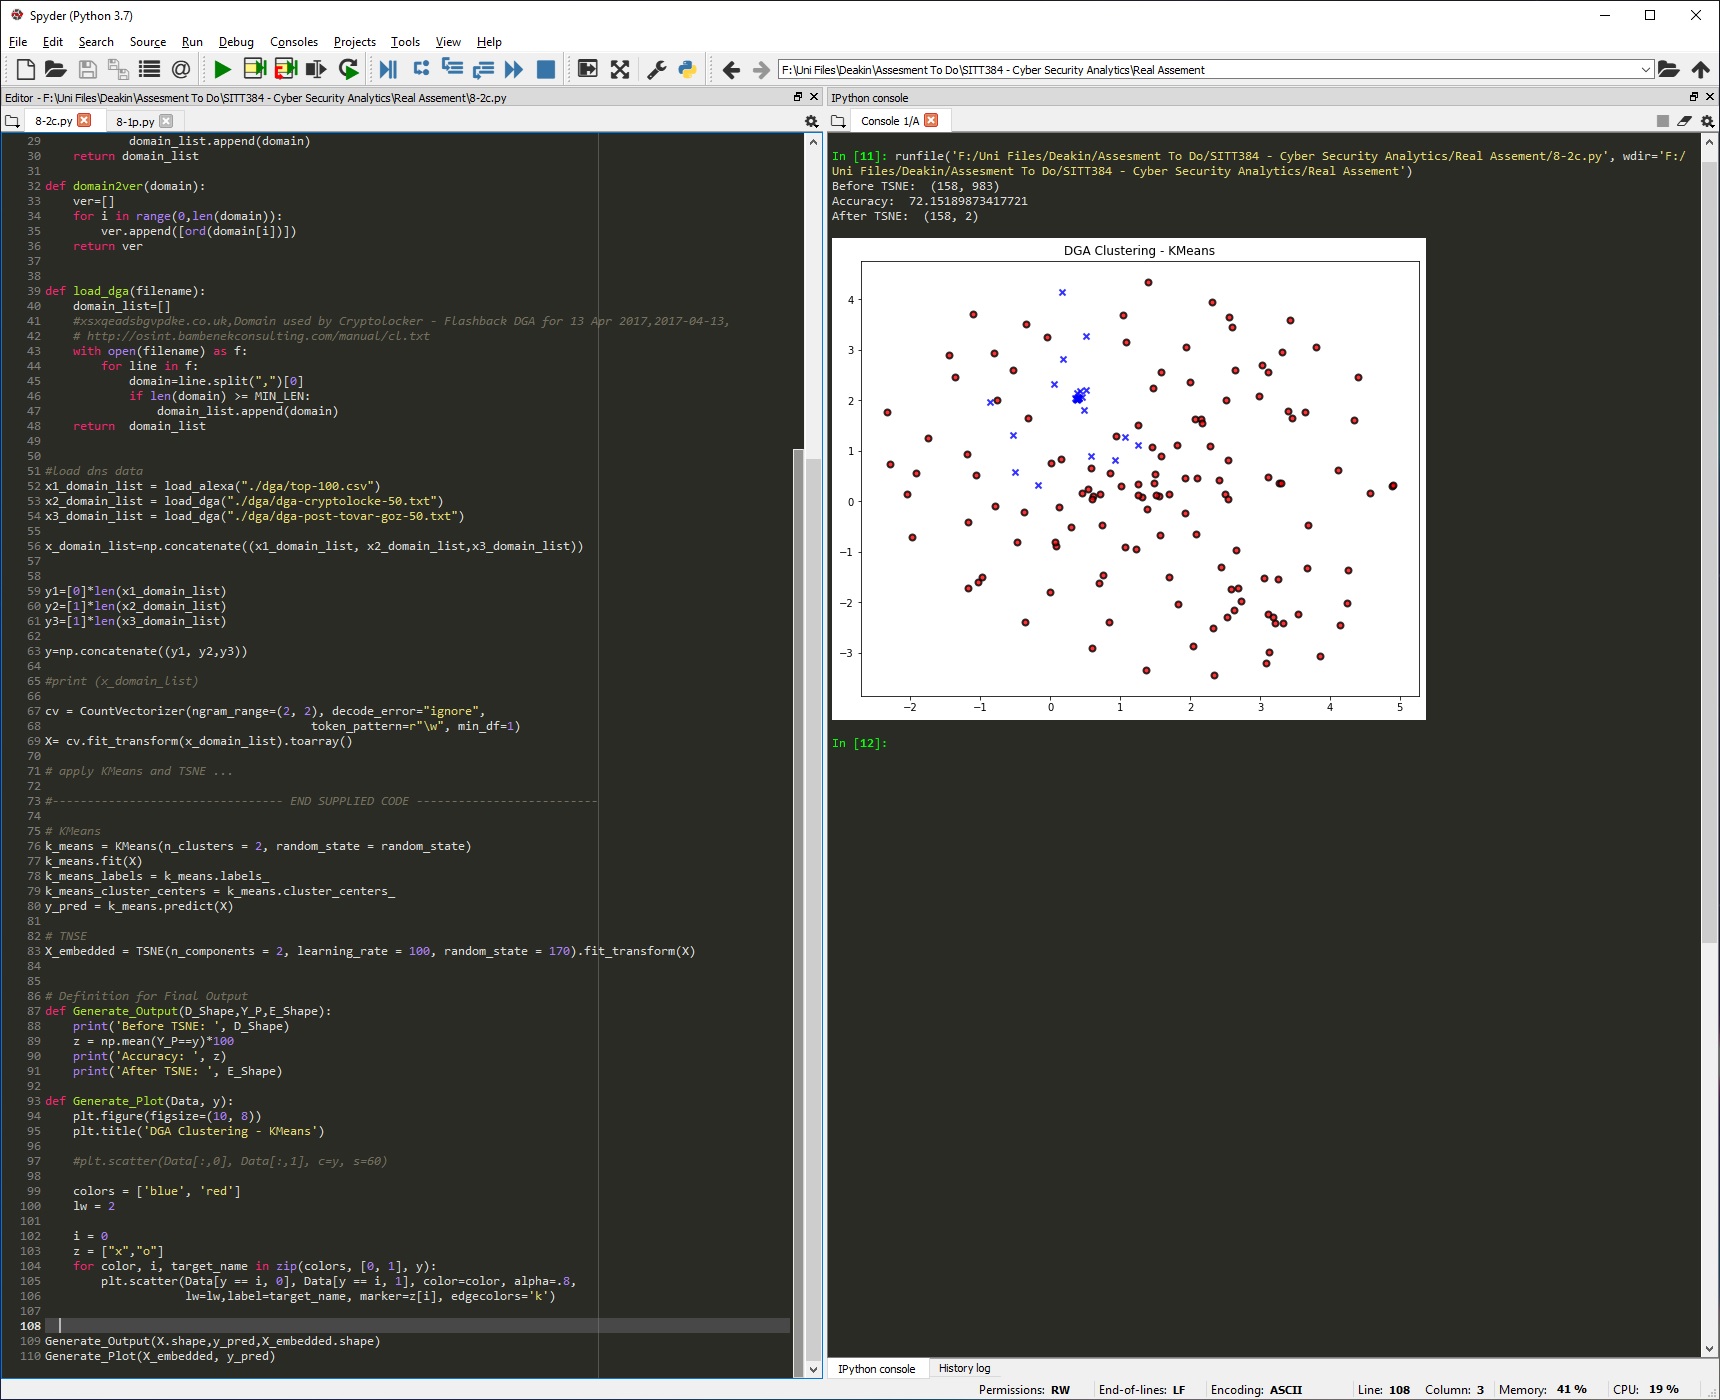 Spyder (Python 3.7)
File Edit Search Source Run Debug Consoles Projects Tools View Help
F:\Uni Files\Deakin\Assesment To Do\SITT384 - Cyber Security Analytics\Real Assement
Editor - F:\Uni Files\Deakin\Assesment To Do\SITT384 - Cyber Security Analytics\Real Assement\8-2c.py
8-2c.py 8-1p.py
29 domain_list.append(domain)
30 return domain_list
31
32 def domain2ver(domain):
33 ver=[]
34 for i in range(0,len(domain)):
35 ver.append([ord(domain[i])])
36 return ver
37
38
39 def load_dga(filename):
40 domain_list=[]
41 #xsxqeadsbgvpdke.co.uk,Domain used by Cryptolocker - Flashback DGA for 13 Apr 2017,2017-04-13,
42 # http://osint.bambenekconsulting.com/manual/cl.txt
43 with open(filename) as f:
44 for line in f:
45 domain=line.split(",")[0]
46 if len(domain) >= MIN_LEN:
47 domain_list.append(domain)
48 return  domain_list
49
50
51 #load dns data
52 x1_domain_list = load_alexa("./dga/top-100.csv")
53 x2_domain_list = load_dga("./dga/dga-cryptolocke-50.txt")
54 x3_domain_list = load_dga("./dga/dga-post-tovar-goz-50.txt")
55
56 x_domain_list=np.concatenate((x1_domain_list, x2_domain_list,x3_domain_list))
57
58
59 y1=[0]*len(x1_domain_list)
60 y2=[1]*len(x2_domain_list)
61 y3=[1]*len(x3_domain_list)
62
63 y=np.concatenate((y1, y2,y3))
64
65 #print (x_domain_list)
66
67 cv = CountVectorizer(ngram_range=(2, 2), decode_error="ignore",
68 token_pattern=r"\w", min_df=1)
69 X= cv.fit_transform(x_domain_list).toarray()
70
71 # apply KMeans and TSNE ...
72
73 #--------------------------------- END SUPPLIED CODE --------------------------
74
75 # KMeans
76 k_means = KMeans(n_clusters = 2, random_state = random_state)
77 k_means.fit(X)
78 k_means_labels = k_means.labels_
79 k_means_cluster_centers = k_means.cluster_centers_
80 y_pred = k_means.predict(X)
81
82 # TNSE
83 X_embedded = TSNE(n_components = 2, learning_rate = 100, random_state = 170).fit_transform(X)
84
85
86 # Definition for Final Output
87 def Generate_Output(D_Shape,Y_P,E_Shape):
88 print('Before TSNE: ', D_Shape)
89 z = np.mean(Y_P==y)*100
90 print('Accuracy: ', z)
91 print('After TSNE: ', E_Shape)
92
93 def Generate_Plot(Data, y):
94 plt.figure(figsize=(10, 8))
95 plt.title('DGA Clustering - KMeans')
96
97 #plt.scatter(Data[:,0], Data[:,1], c=y, s=60)
98
99 colors = ['blue', 'red']
100 lw = 2
101
102 i = 0
103 z = ["x","o"]
104 for color, i, target_name in zip(colors, [0, 1], y):
105 plt.scatter(Data[y == i, 0], Data[y == i, 1], color=color, alpha=.8,
106 lw=lw,label=target_name, marker=z[i], edgecolors='k')
107
108
109 Generate_Output(X.shape,y_pred,X_embedded.shape)
110 Generate_Plot(X_embedded, y_pred)
IPython console
Console 1/A
In [11]: runfile('F:/Uni Files/Deakin/Assesment To Do/SITT384 - Cyber Security Analytics/Real Assement/8-2c.py', wdir='F:/
Uni Files/Deakin/Assesment To Do/SITT384 - Cyber Security Analytics/Real Assement')
Before TSNE:  (158, 983)
Accuracy:  72.15189873417721
After TSNE:  (158, 2)
DGA Clustering - KMeans
4
3
2
1
0
−1
−2
−3
−2 −1 0 1 2 3 4 5
In [12]:
IPython console History log
Permissions: RW End-of-lines: LF Encoding: ASCII Line: 108 Column: 3 Memory: 41 % CPU: 19 %